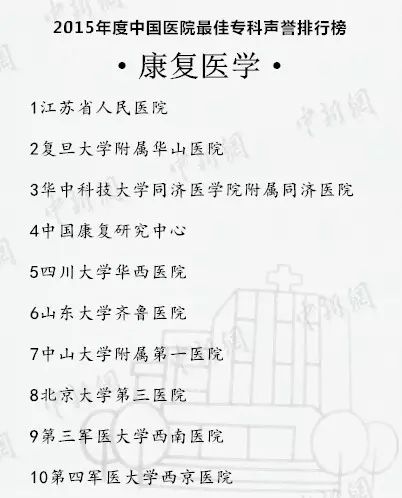 2015年度中国医院最佳专科声誉排行榜
·康复医学·
1江苏省人民医院
2复旦大学附属华山医院
3华中科技大学同济医学院附属同济医院
4中国康复研究中心
5四川大学华西医院
6山东大学齐鲁医院
7中山大学附属第一医院
8北京大学第三医院
9第三军医大学西南医院
10第四军医大学西京医院
中新网
中新网